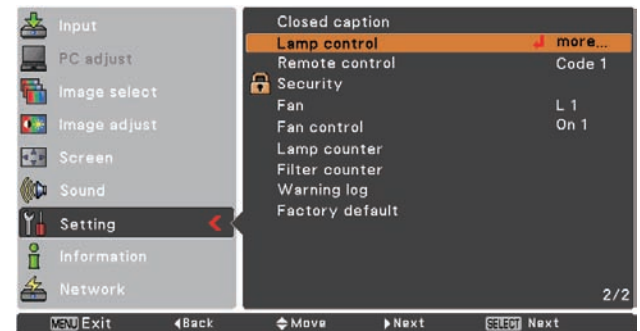 Input
PC adjust
Image select
Image adjust
Screen
Sound
Setting
Information
Network
Closed caption
Lamp control more...
Remote control Code 1
Security
Fan L 1
Fan control On 1
Lamp counter
Filter counter
Warning log
Factory default
2/2
MENU Exit Back Move Next SELECT Next